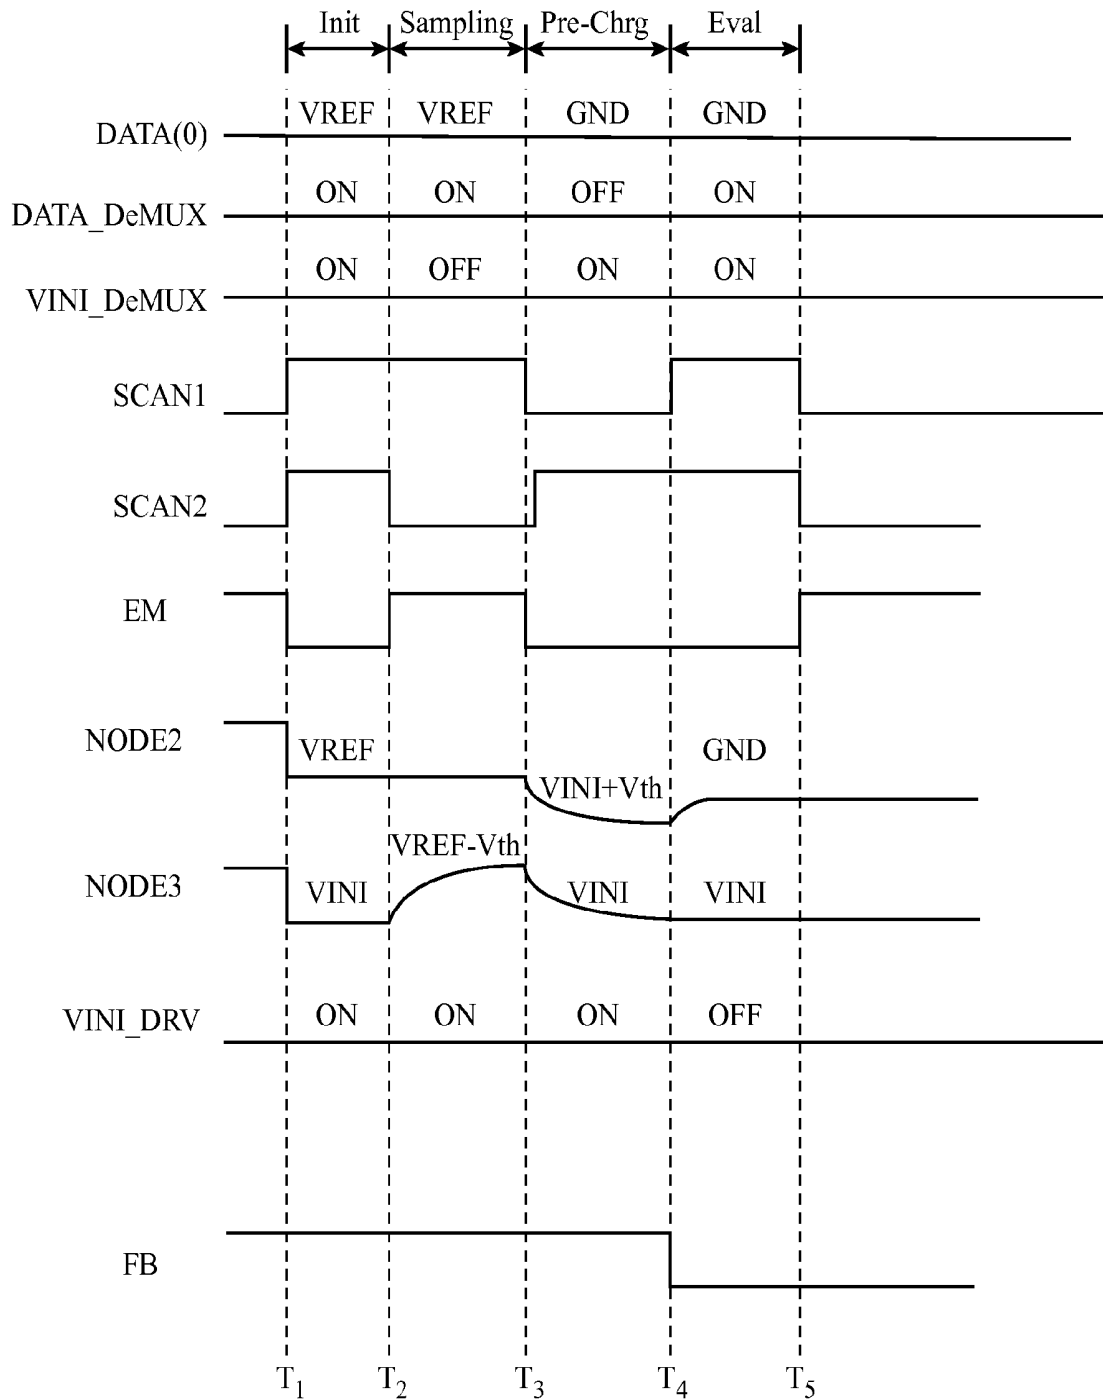 Init Sampling Pre-Chrg Eval
VREF VREF GND GND
DATA(0)
ON ON OFF ON
DATA_DeMUX
ON OFF ON ON
VINI_DeMUX
SCAN1
SCAN2
EM
NODE2
VREF GND
VINI+Vth
VREF-Vth
NODE3
VINI VINI VINI
VINI_DRV
ON ON ON OFF
FB
T1 T2 T3 T4 T5